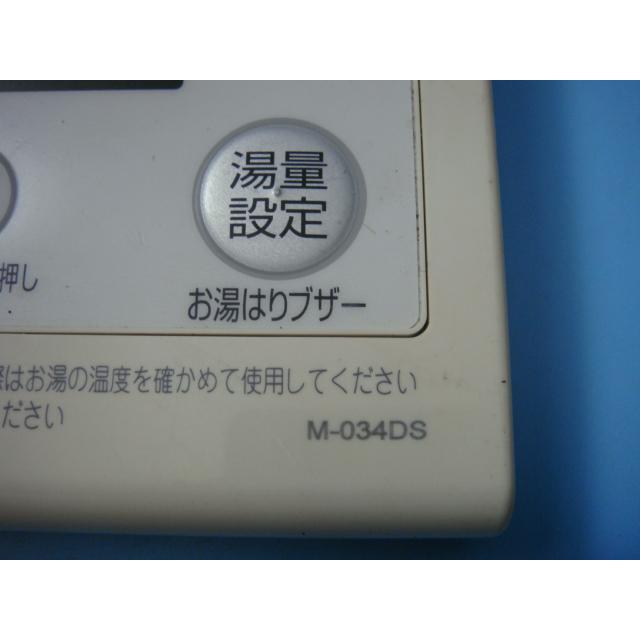 湯量
設定
押し
お湯はりブザー
際はお湯の温度を確かめて使用してください
ださい
M-034DS